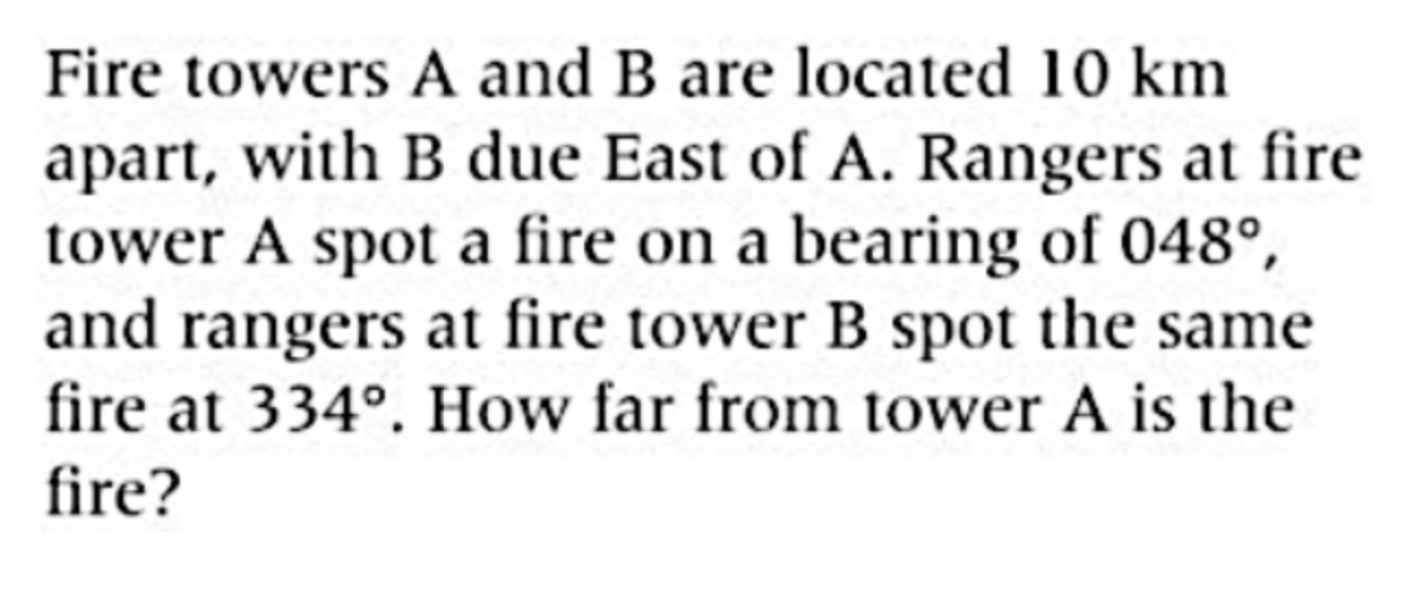 Fire towers A and B are located 10 km
apart, with B due East of A. Rangers at fire
tower A spot a fire on a bearing of 048°,
and rangers at fire tower B spot the same
fire at 334°. How far from tower A is the
fire?